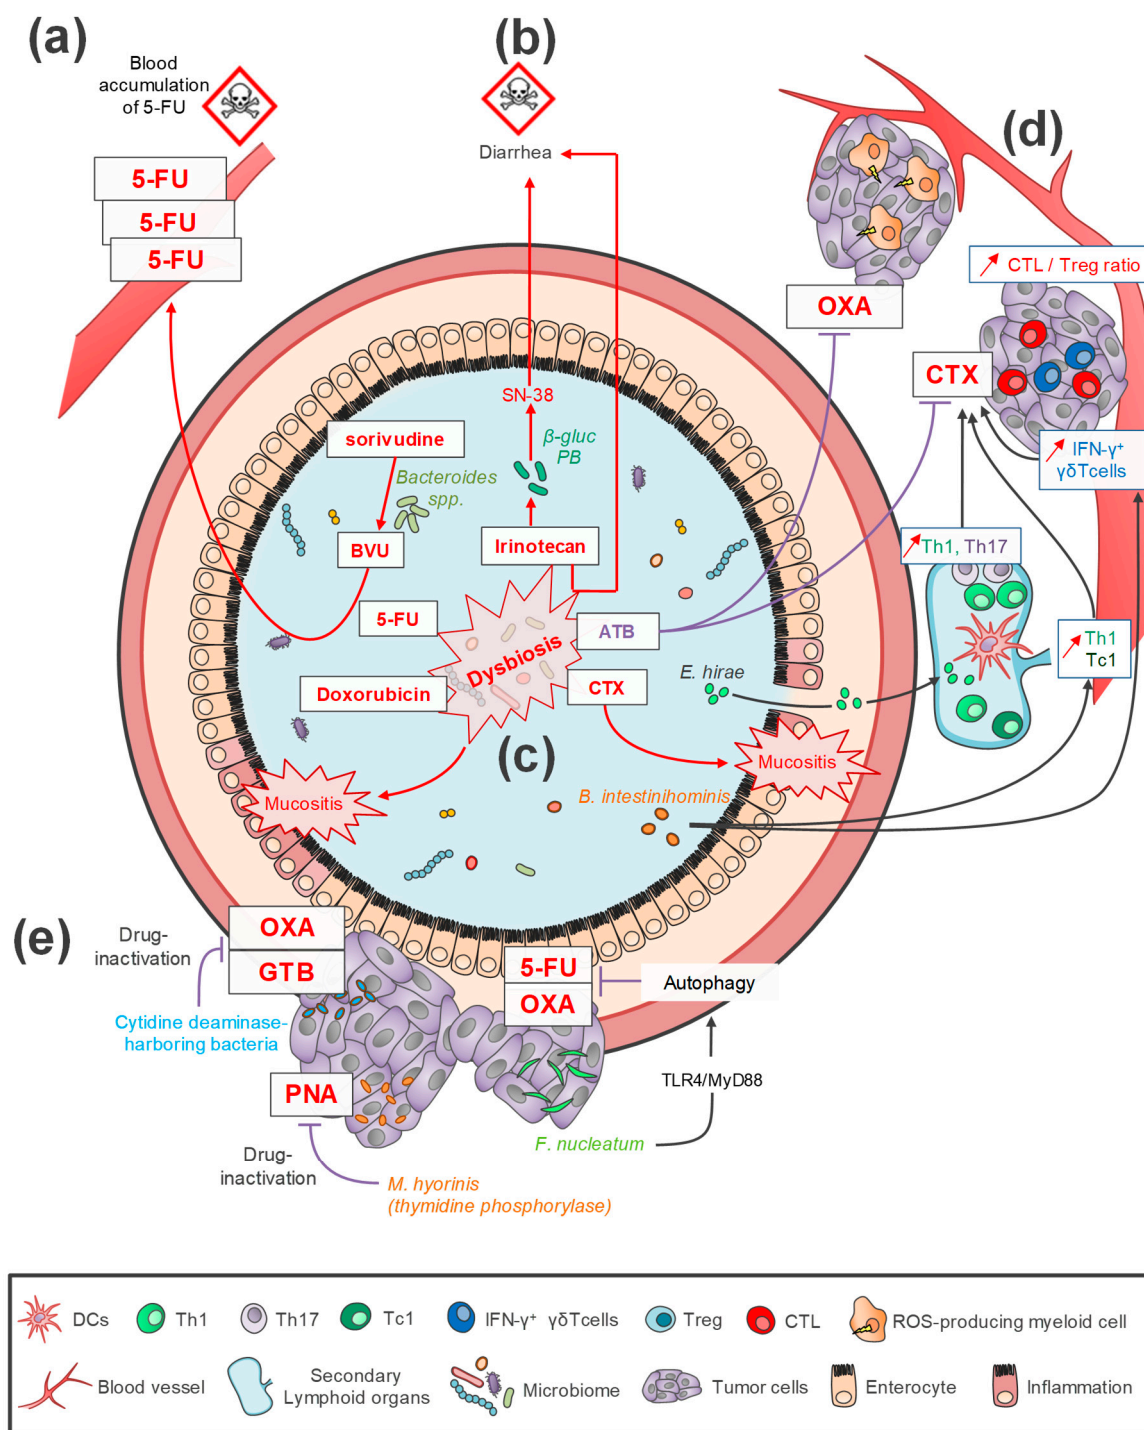 (a)
Blood
accumulation
of 5-FU
5-FU
5-FU
5-FU
(b)
Diarrhea
(d)
CTL / Treg ratio
OXA
CTX
IFN-γ⁺
γδTcells
Th1, Th17
Th1
Tc1
SN-38
β-gluc
PB
sorivudine
Bacteroides
spp.
BVU
Irinotecan
5-FU
Dysbiosis
ATB
Doxorubicin
CTX
E. hirae
(c)
Mucositis
Mucositis
B. intestinihominis
(e)
Drug-
inactivation
OXA
GTB
Cytidine deaminase-
harboring bacteria
5-FU
OXA
Autophagy
TLR4/MyD88
PNA
F. nucleatum
Drug-
inactivation
M. hyorinis
(thymidine phosphorylase)
DCs
Th1
Th17
Tc1
IFN-γ⁺ γδTcells
Treg
CTL
ROS-producing myeloid cell
Blood vessel
Secondary
Lymphoid organs
Microbiome
Tumor cells
Enterocyte
Inflammation